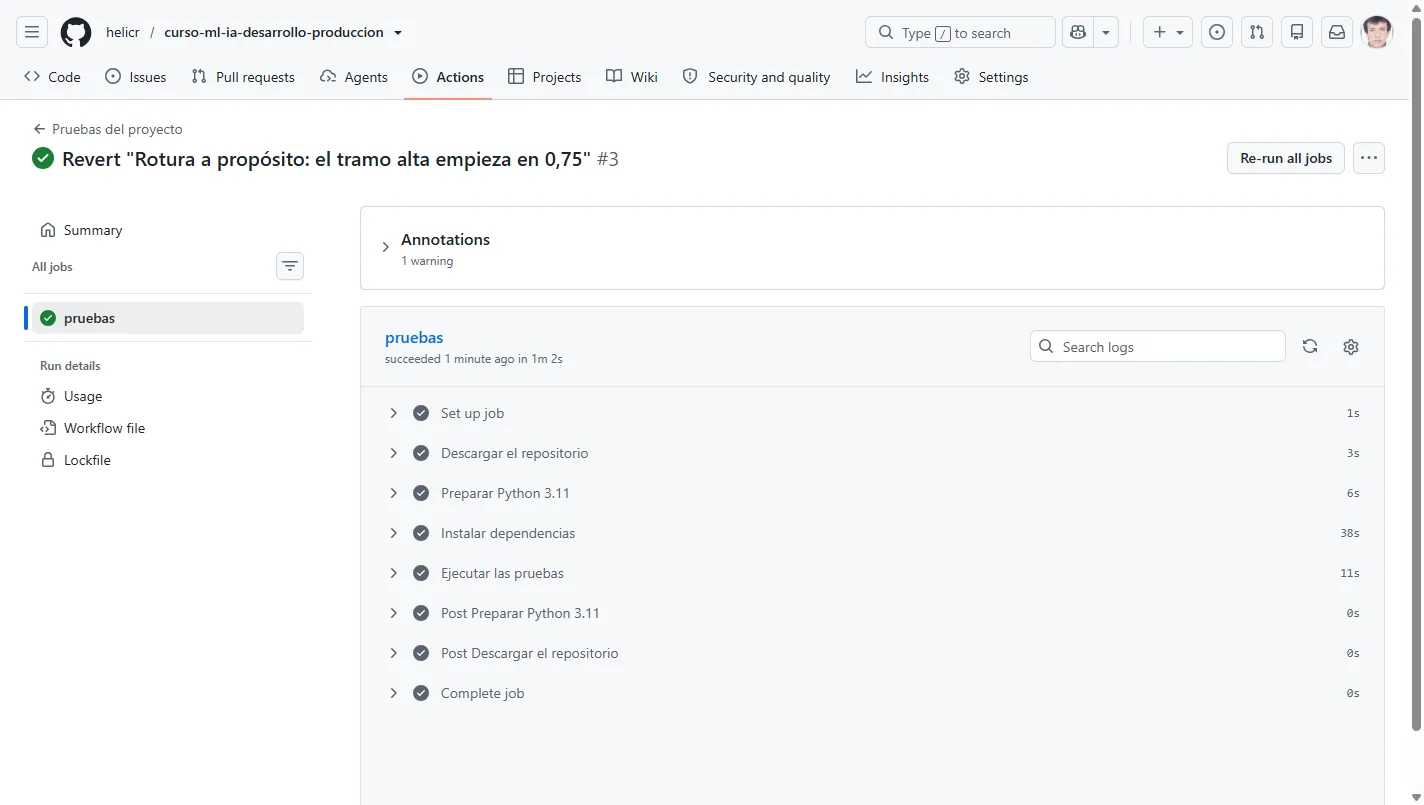 helicr / curso-ml-ia-desarrollo-produccion
Type / to search
Code
Issues
Pull requests
Agents
Actions
Projects
Wiki
Security and quality
Insights
Settings
Pruebas del proyecto
Revert "Rotura a propósito: el tramo alta empieza en 0,75" #3
Re-run all jobs
Summary
All jobs
pruebas
Run details
Usage
Workflow file
Lockfile
Annotations
1 warning
pruebas
succeeded 1 minute ago in 1m 2s
Search logs
Set up job 1s
Descargar el repositorio 3s
Preparar Python 3.11 6s
Instalar dependencias 38s
Ejecutar las pruebas 11s
Post Preparar Python 3.11 0s
Post Descargar el repositorio 0s
Complete job 0s